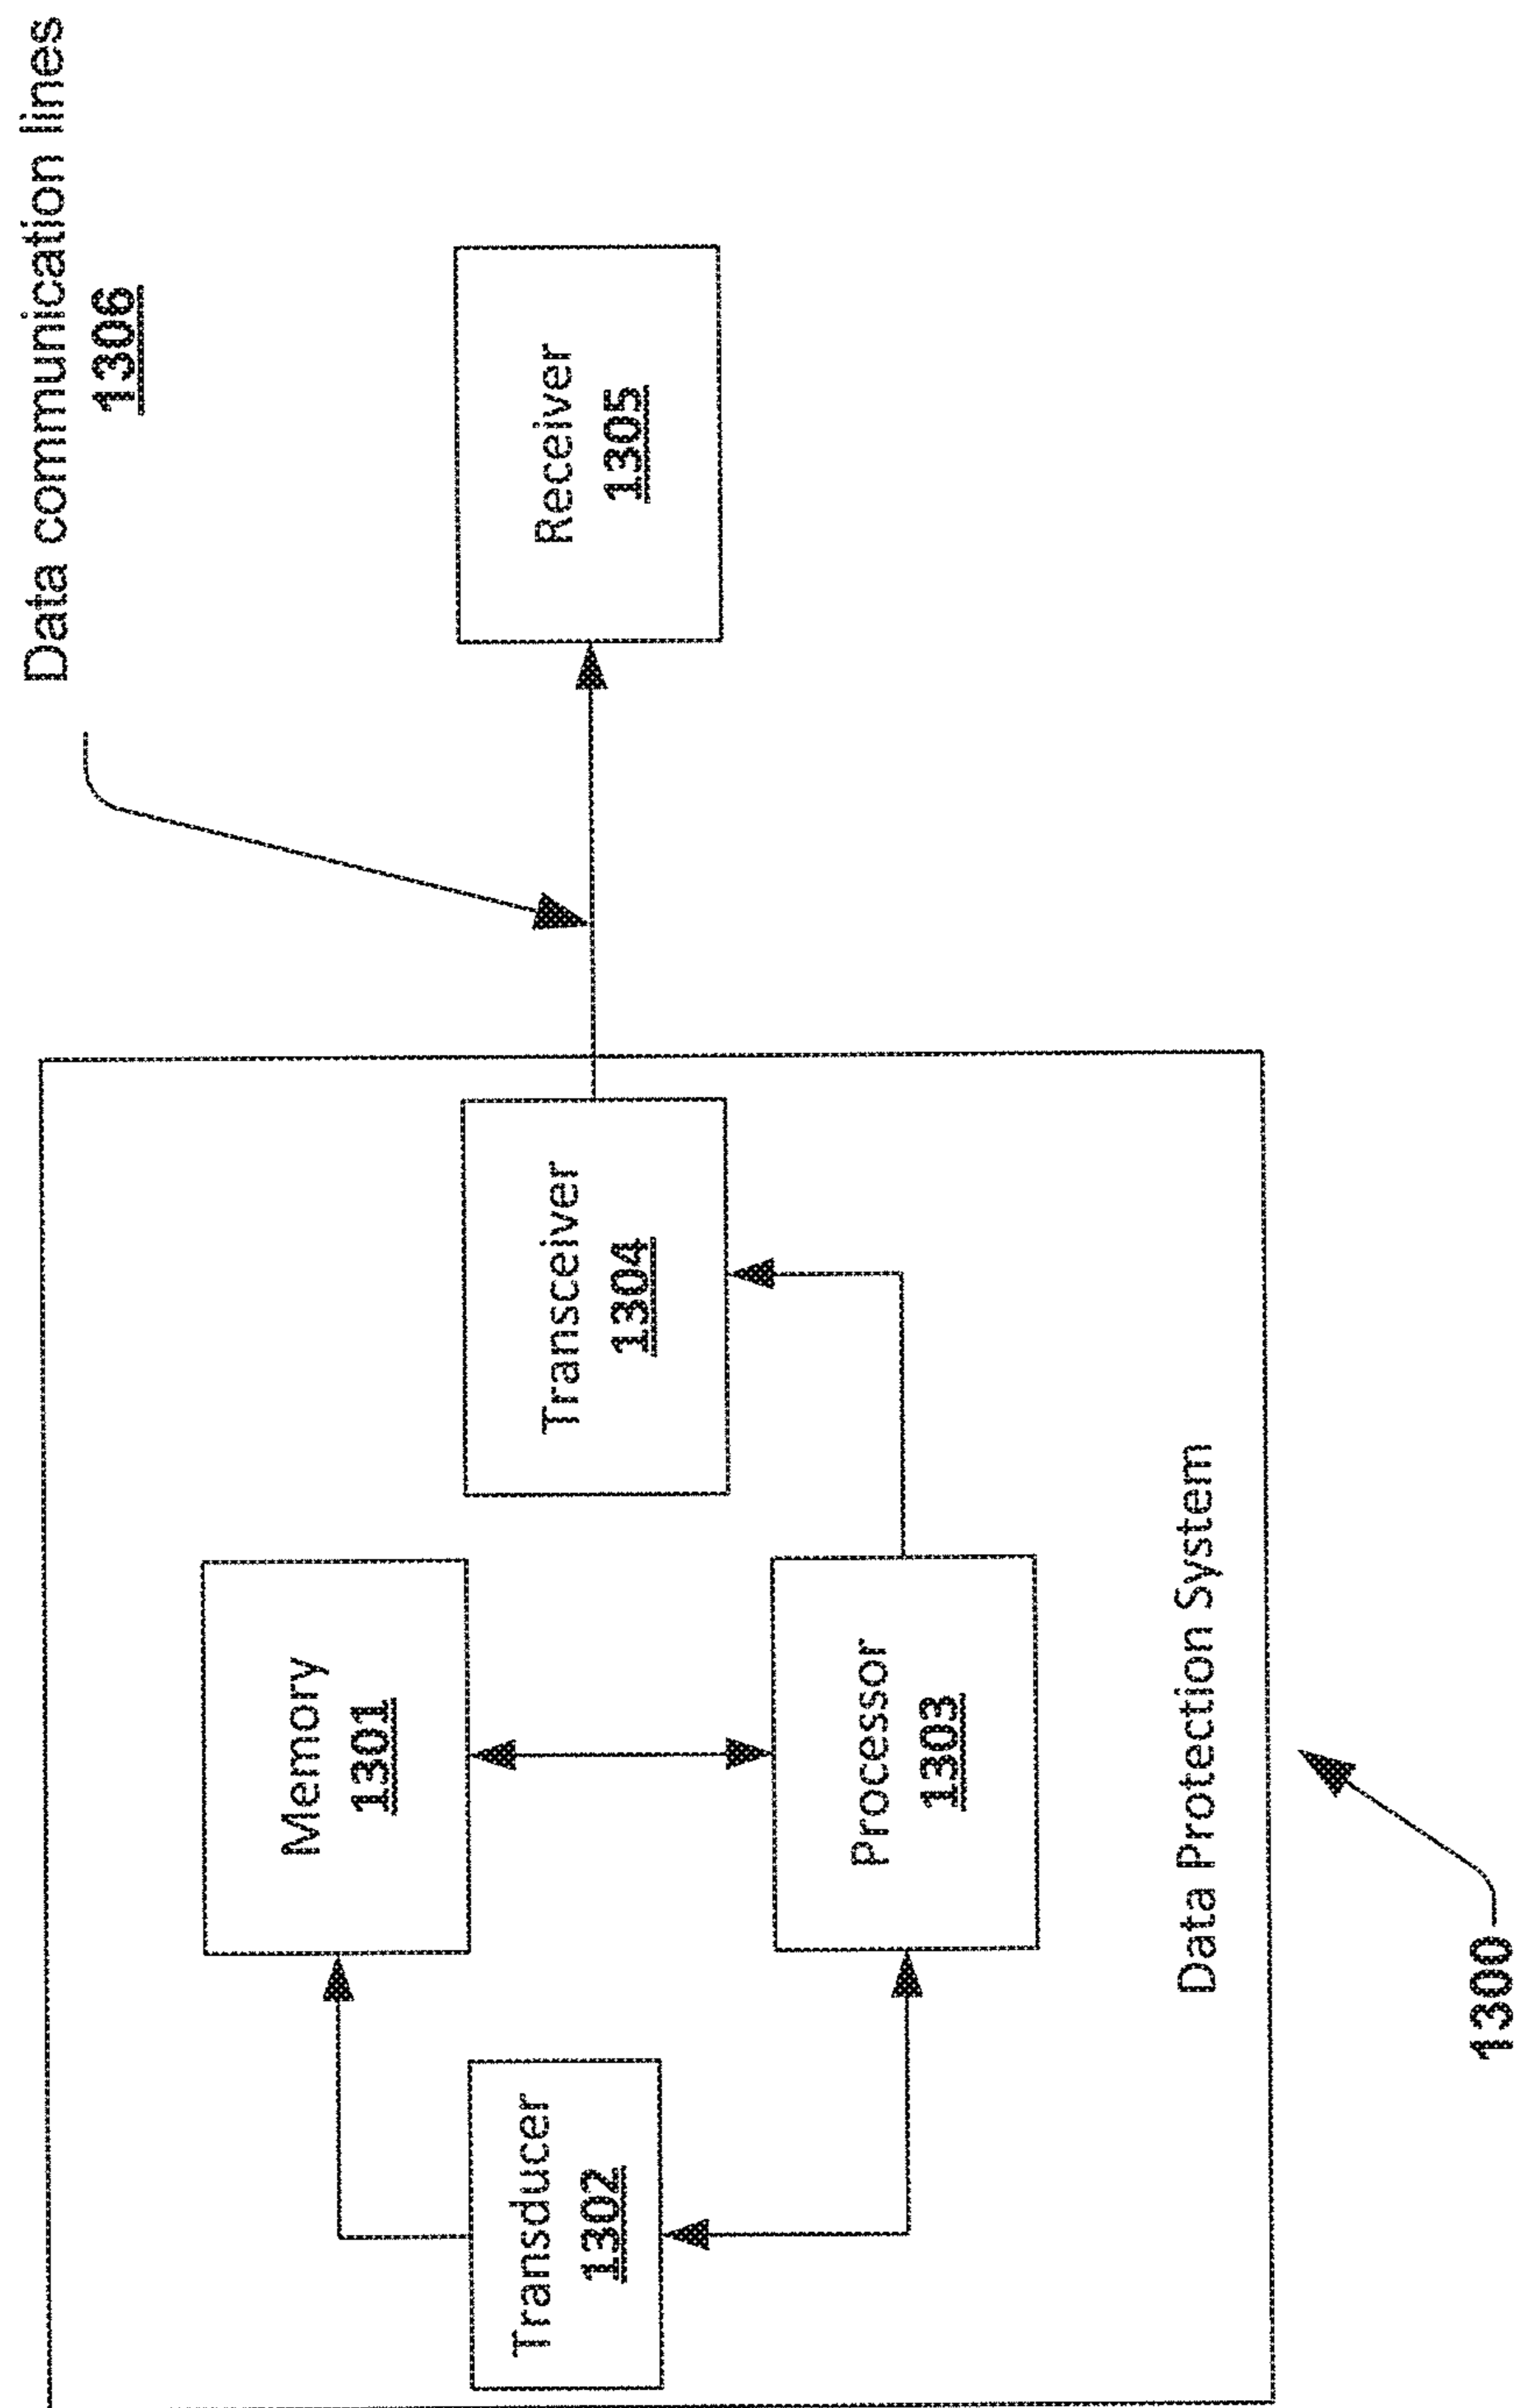 Data communication lines
1306
Memory
1301
Transducer
1302
Transceiver
1304
Receiver
1305
Processor
1303
Data Protection System
1300